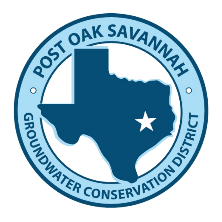 POST OAK SAVANNAH
GROUNDWATER CONSERVATION DISTRICT